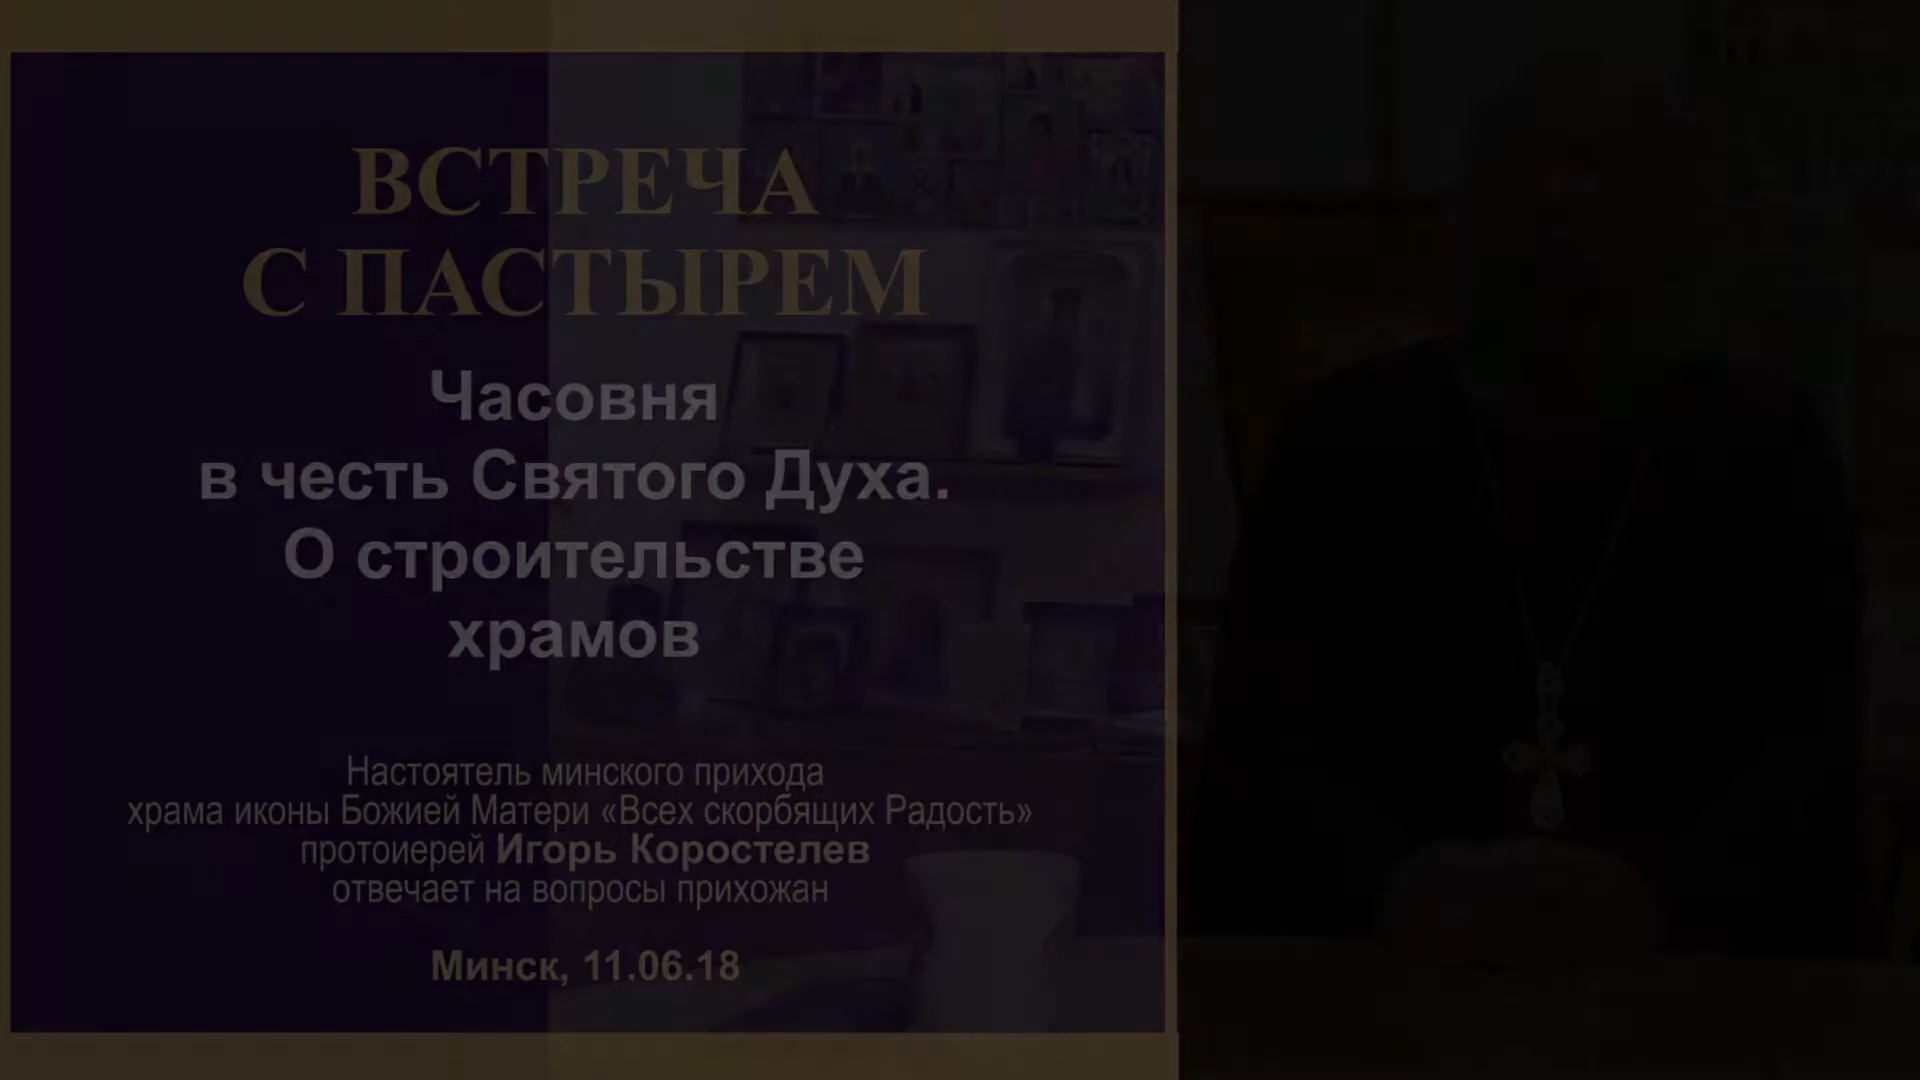 ВСТРЕЧА
С ПАСТЫРЕМ
Часовня
в честь Святого Духа.
О строительстве
храмов
Настоятель минского прихода
храма иконы Божией Матери «Всех скорбящих Радость»
протоиерей Игорь Коростелев
отвечает на вопросы прихожан
Минск, 11.06.18